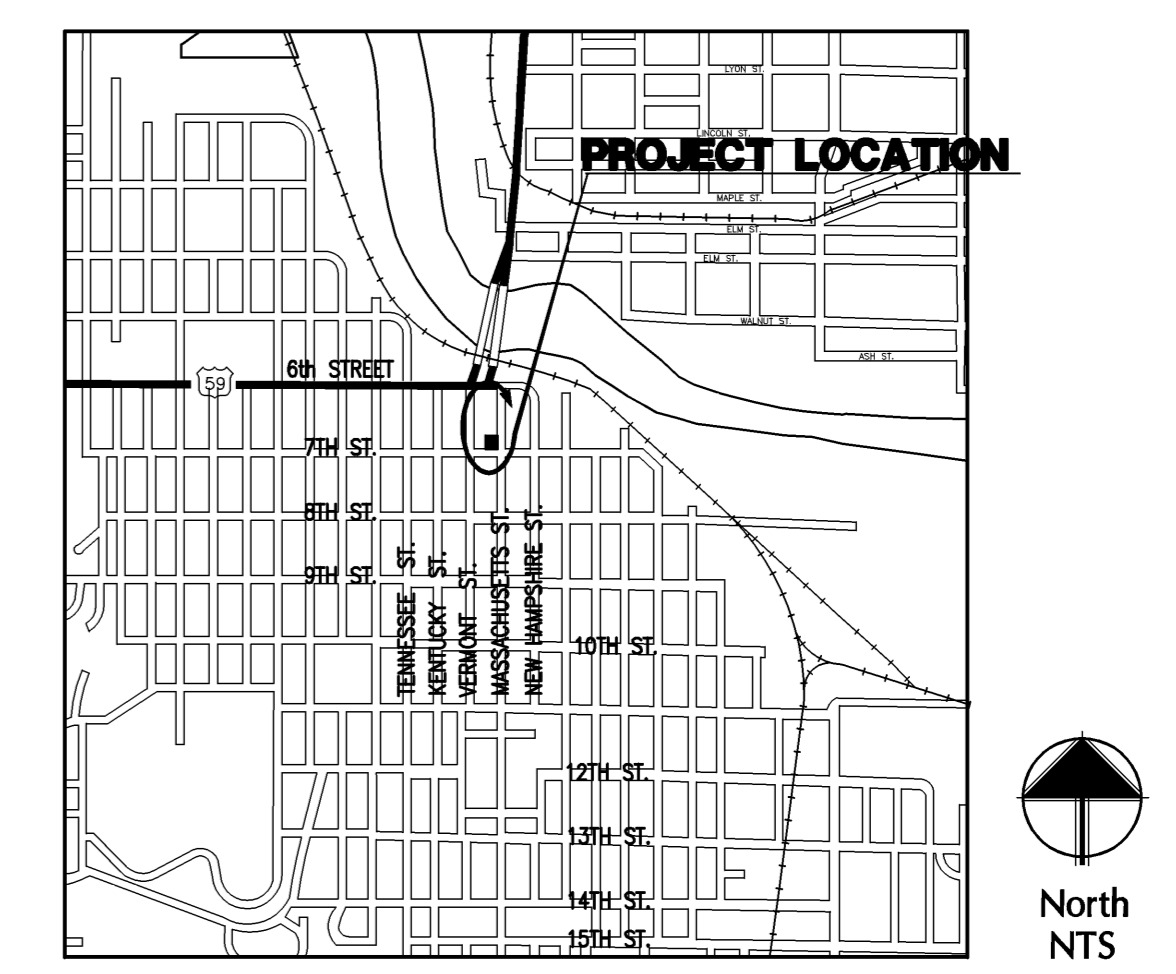 LYON ST.
LINCOLN ST.
PROJECT LOCATION
MAPLE ST.
ELM ST.
ELM ST.
WALNUT ST.
ASH ST.
6th STREET
59
7TH ST.
8TH ST.
9TH ST.
TENNESSEE ST.
KENTUCKY ST.
VERMONT ST.
MASSACHUSETTS ST.
NEW HAMPSHIRE ST.
10TH ST.
12TH ST.
13TH ST.
14TH ST.
15TH ST.
North
NTS